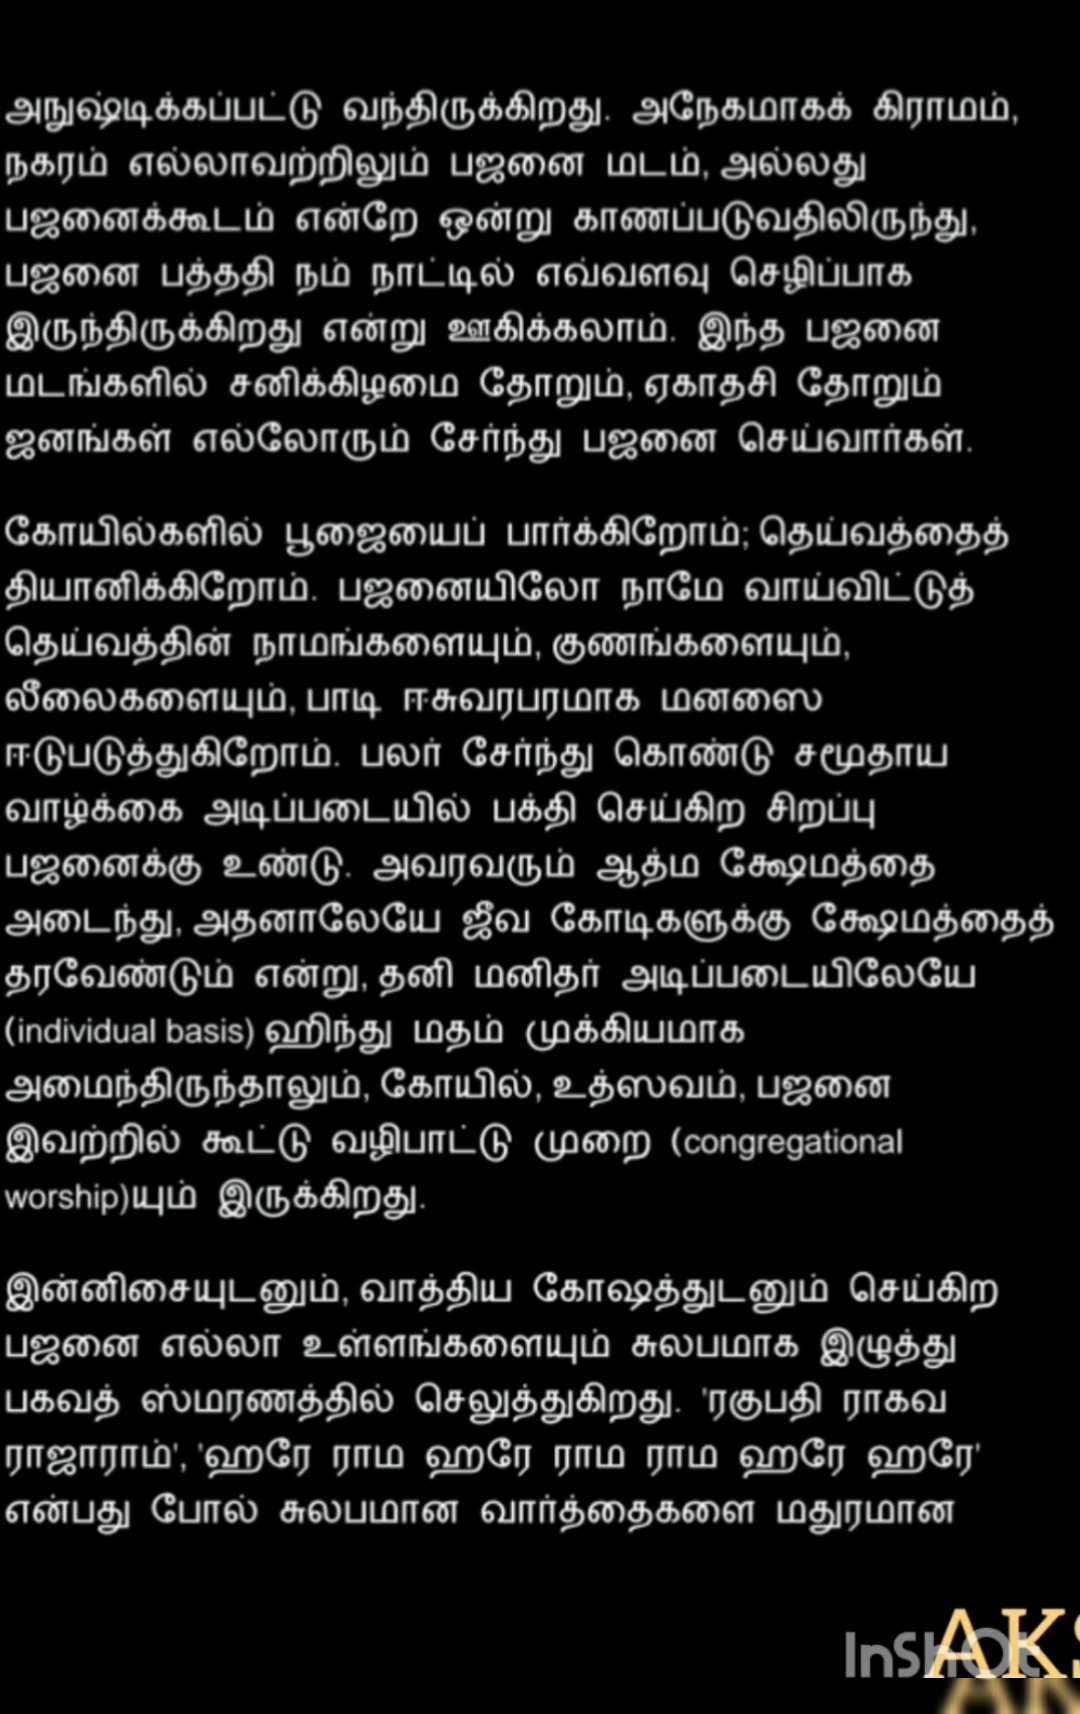 அநுஷ்டிக்கப்பட்டு வந்திருக்கிறது. அநேகமாகக் கிராமம்,
நகரம் எல்லாவற்றிலும் பஜனை மடம், அல்லது
பஜனைக்கூடம் என்றே ஒன்று காணப்படுவதிலிருந்து,
பஜனை பத்ததி நம் நாட்டில் எவ்வளவு செழிப்பாக
இருந்திருக்கிறது என்று ஊகிக்கலாம். இந்த பஜனை
மடங்களில் சனிக்கிழமை தோறும், ஏகாதசி தோறும்
ஜனங்கள் எல்லோரும் சேர்ந்து பஜனை செய்வார்கள்.
கோயில்களில் பூஜையைப் பார்க்கிறோம்; தெய்வத்தைத்
தியானிக்கிறோம். பஜனையிலோ நாமே வாய்விட்டுத்
தெய்வத்தின் நாமங்களையும், குணங்களையும்,
லீலைகளையும், பாடி ஈசுவரபரமாக மனஸை
ஈடுபடுத்துகிறோம். பலர் சேர்ந்து கொண்டு சமூதாய
வாழ்க்கை அடிப்படையில் பக்தி செய்கிற சிறப்பு
பஜனைக்கு உண்டு. அவரவரும் ஆத்ம க்ஷேமத்தை
அடைந்து, அதனாலேயே ஜீவ கோடிகளுக்கு க்ஷேமத்தைத்
தரவேண்டும் என்று, தனி மனிதர் அடிப்படையிலேயே
(individual basis) ஹிந்து மதம் முக்கியமாக
அமைந்திருந்தாலும், கோயில், உத்ஸவம், பஜனை
இவற்றில் கூட்டு வழிபாட்டு முறை (congregational
worship)யும் இருக்கிறது.
இன்னிசையுடனும், வாத்திய கோஷத்துடனும் செய்கிற
பஜனை எல்லா உள்ளங்களையும் சுலபமாக இழுத்து
பகவத் ஸ்மரணத்தில் செலுத்துகிறது. 'ரகுபதி ராகவ
ராஜாராம்', 'ஹரே ராம ஹரே ராம ராம ஹரே ஹரே'
என்பது போல் சுலபமான வார்த்தைகளை மதுரமான
InShOt
AKS